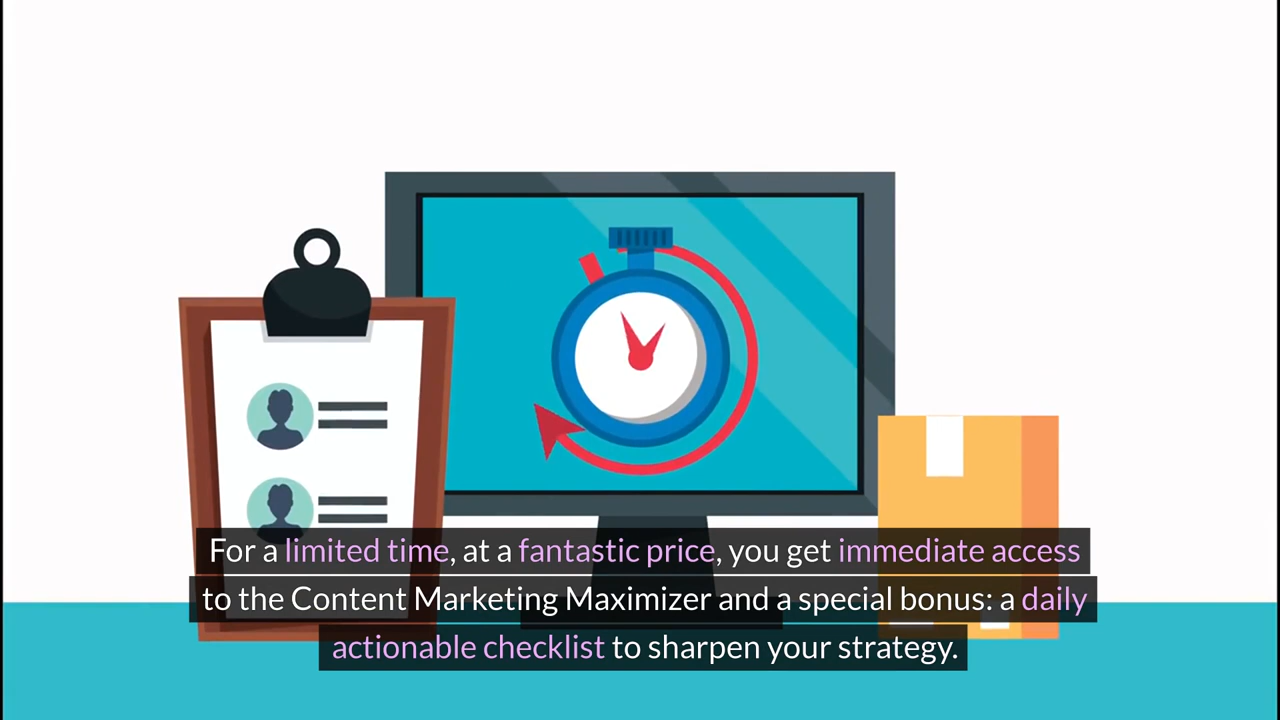 For a limited time, at a fantastic price, you get immediate access
to the Content Marketing Maximizer and a special bonus: a daily
actionable checklist to sharpen your strategy.